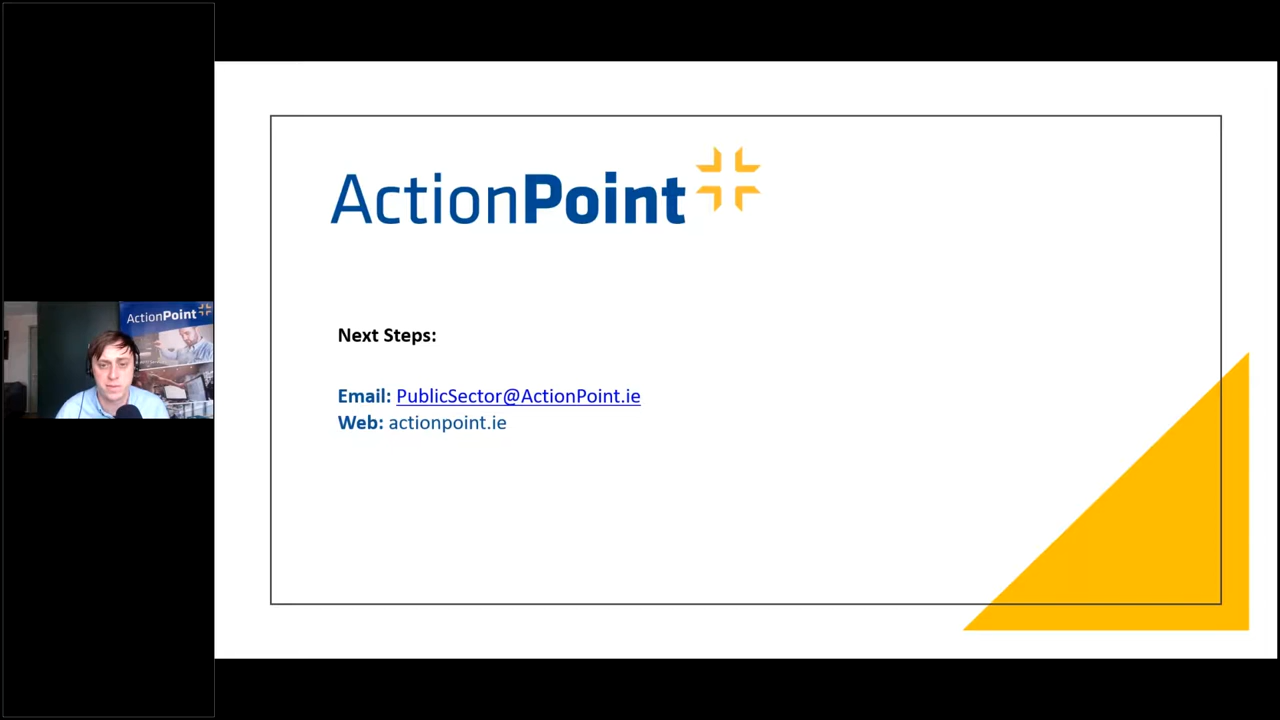 ActionPoint
Next Steps:
Email: PublicSector@ActionPoint.ie
Web: actionpoint.ie
ActionPoint